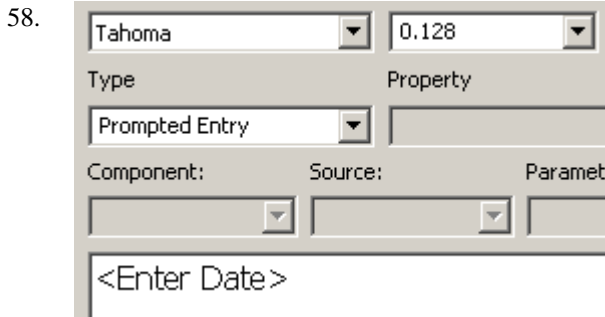 58.
Tahoma 0.128
Type Property
Prompted Entry
Component: Source: Paramet
<Enter Date>